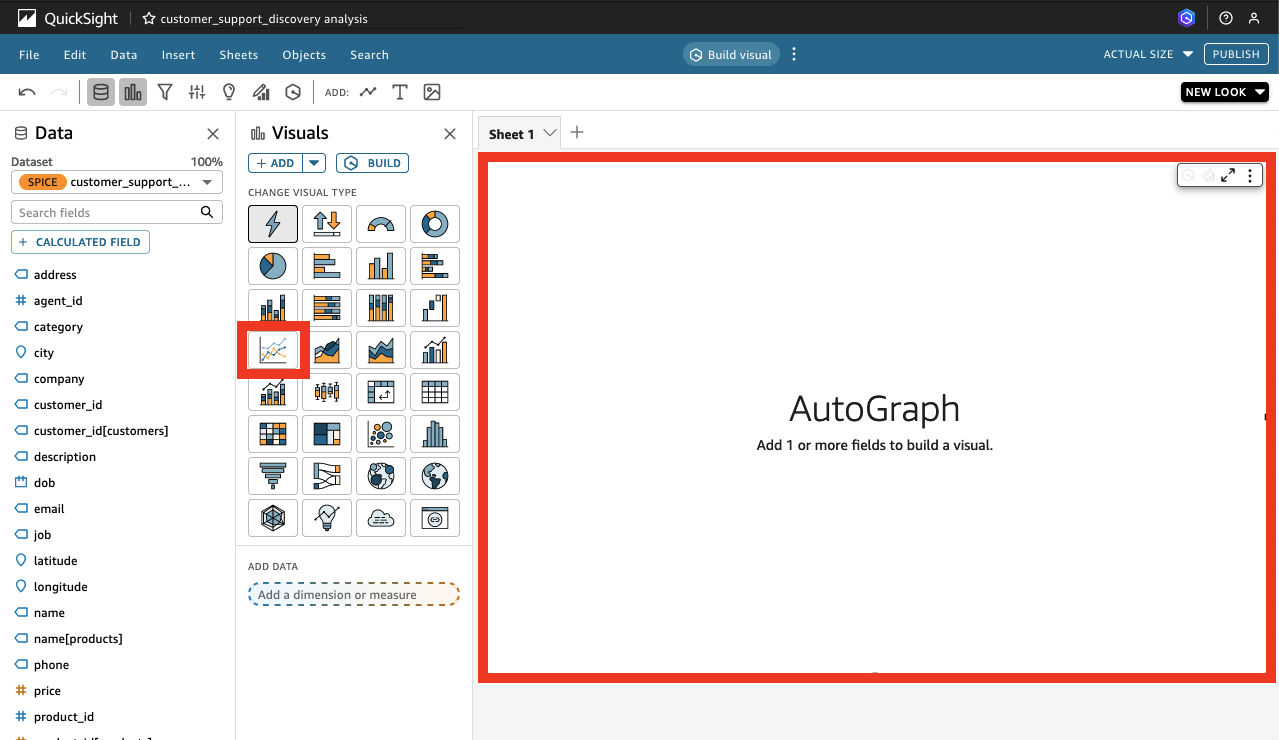 QuickSight
customer_support_discovery analysis
File Edit Data Insert Sheets Objects Search
Build visual
ACTUAL SIZE
PUBLISH
ADD:
NEW LOOK
Data
Dataset 100%
SPICE customer_support_...
Search fields
+ CALCULATED FIELD
address
agent_id
category
city
company
customer_id
customer_id[customers]
description
dob
email
job
latitude
longitude
name
name[products]
phone
price
product_id
Visuals
+ ADD
BUILD
CHANGE VISUAL TYPE
ADD DATA
Add a dimension or measure
Sheet 1
AutoGraph
Add 1 or more fields to build a visual.